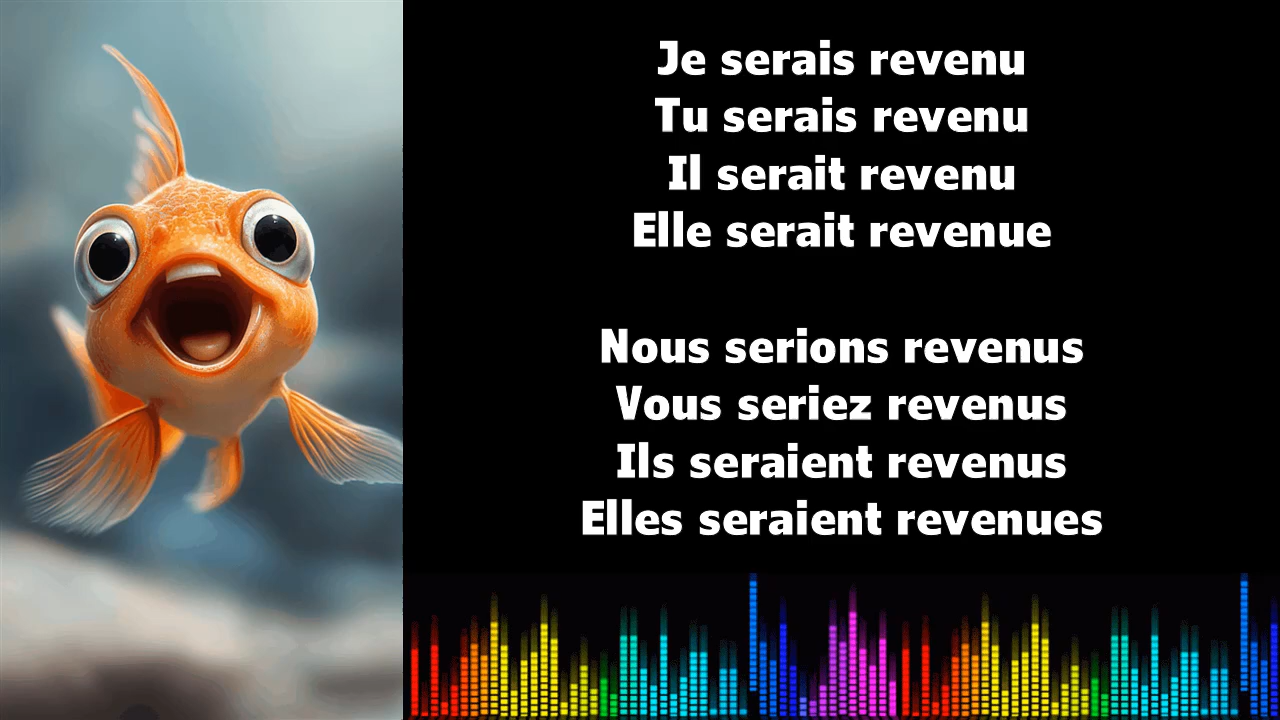 Je serais revenu
Tu serais revenu
Il serait revenu
Elle serait revenue
Nous serions revenus
Vous seriez revenus
Ils seraient revenus
Elles seraient revenues